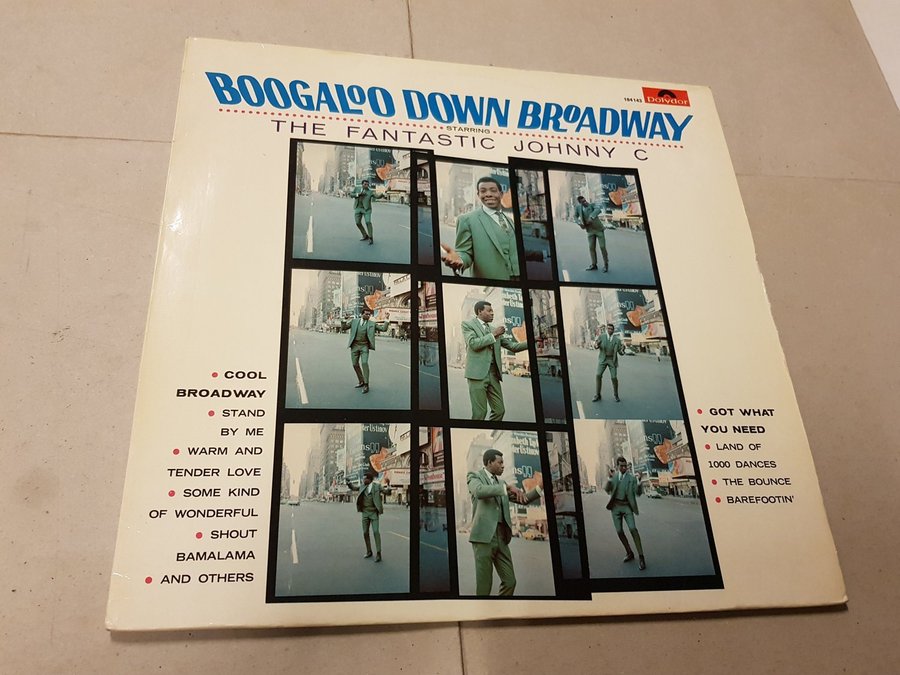 BOOGALOO DOWN BROADWAY
184143
Polydor
STARRING
THE FANTASTIC JOHNNY C
• COOL
BROADWAY
• STAND
BY ME
• WARM AND
TENDER LOVE
• SOME KIND
OF WONDERFUL
• SHOUT
BAMALAMA
• AND OTHERS
• GOT WHAT
YOU NEED
• LAND OF
1000 DANCES
• THE BOUNCE
• BAREFOOTIN'